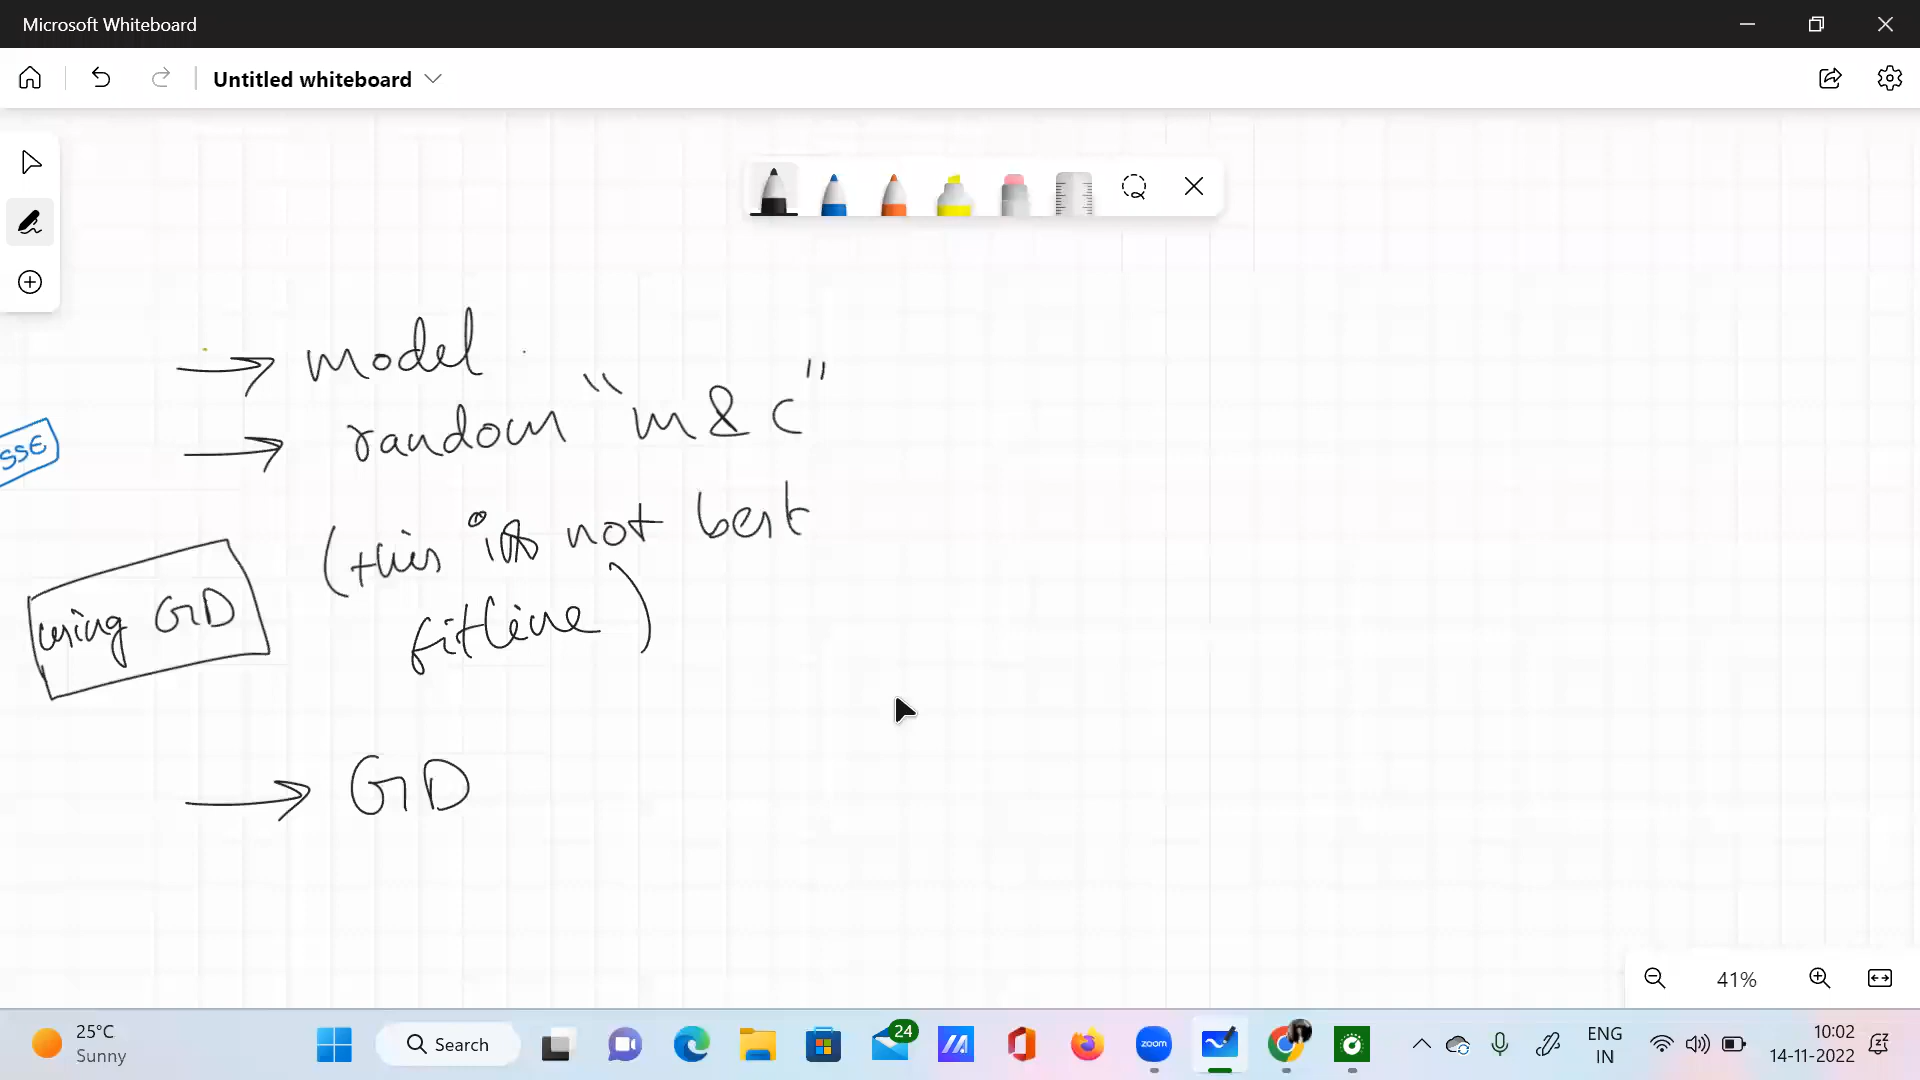 Microsoft Whiteboard
Untitled whiteboard
→ model
→ random "m & c"
SSE
(this is not best
fitline)
using GD
→ GD
41%
25°C
Sunny
Search
24
zoom
ENG
IN
10:02
14-11-2022